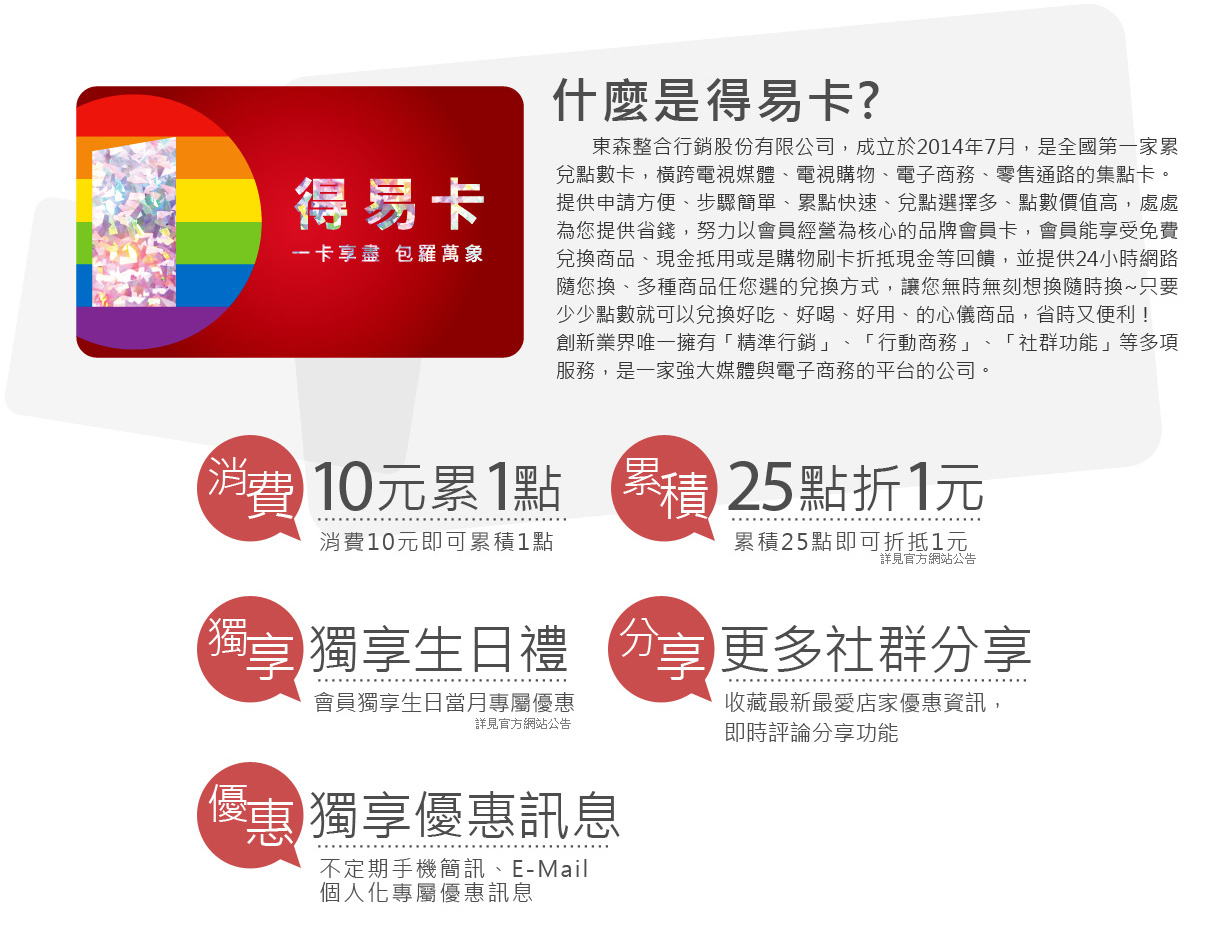 什麼是得易卡?
得易卡
一卡享盡 包羅萬象
東森整合行銷股份有限公司，成立於2014年7月，是全國第一家累
兌點數卡，橫跨電視媒體、電視購物、電子商務、零售通路的集點卡。
提供申請方便、步驟簡單、累點快速、兌點選擇多、點數價值高，處處
為您提供省錢，努力以會員經營為核心的品牌會員卡，會員能享受免費
兌換商品、現金抵用或是購物刷卡折抵現金等回饋，並提供24小時網路
隨您換、多種商品任您選的兌換方式，讓您無時無刻想換隨時換~只要
少少點數就可以兌換好吃、好喝、好用、的心儀商品，省時又便利！
創新業界唯一擁有「精準行銷」、「行動商務」、「社群功能」等多項
服務，是一家強大媒體與電子商務的平台的公司。
消費 10元累1點
消費10元即可累積1點
累積 25點折1元
累積25點即可折抵1元
詳見官方網站公告
獨享 獨享生日禮
會員獨享生日當月專屬優惠
詳見官方網站公告
分享 更多社群分享
收藏最新最愛店家優惠資訊，
即時評論分享功能
優惠 獨享優惠訊息
不定期手機簡訊、E-Mail
個人化專屬優惠訊息